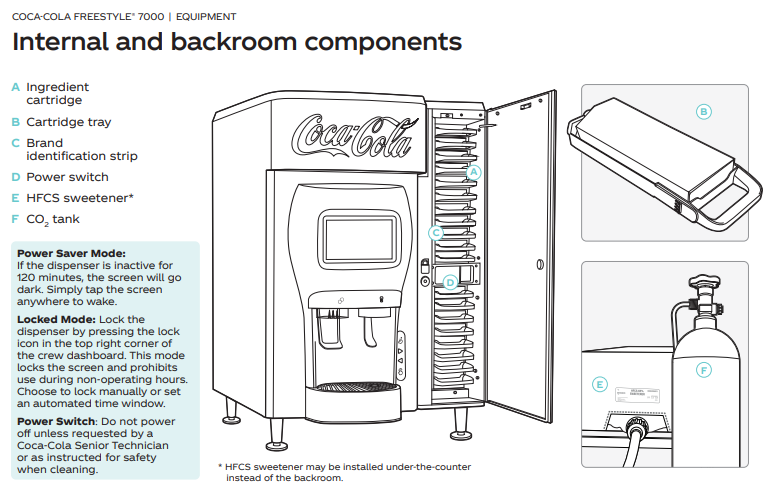 COCA-COLA FREESTYLE® 7000 | EQUIPMENT
Internal and backroom components
A Ingredient
cartridge
B Cartridge tray
C Brand
identification strip
D Power switch
E HFCS sweetener*
F CO2 tank
Power Saver Mode:
If the dispenser is inactive for
120 minutes, the screen will go
dark. Simply tap the screen
anywhere to wake.
Locked Mode: Lock the
dispenser by pressing the lock
icon in the top right corner of
the crew dashboard. This mode
locks the screen and prohibits
use during non-operating hours.
Choose to lock manually or set
an automated time window.
Power Switch: Do not power
off unless requested by a
Coca-Cola Senior Technician
or as instructed for safety
when cleaning.
Coca-Cola
A
C
D
B
E
F
* HFCS sweetener may be installed under-the-counter
instead of the backroom.